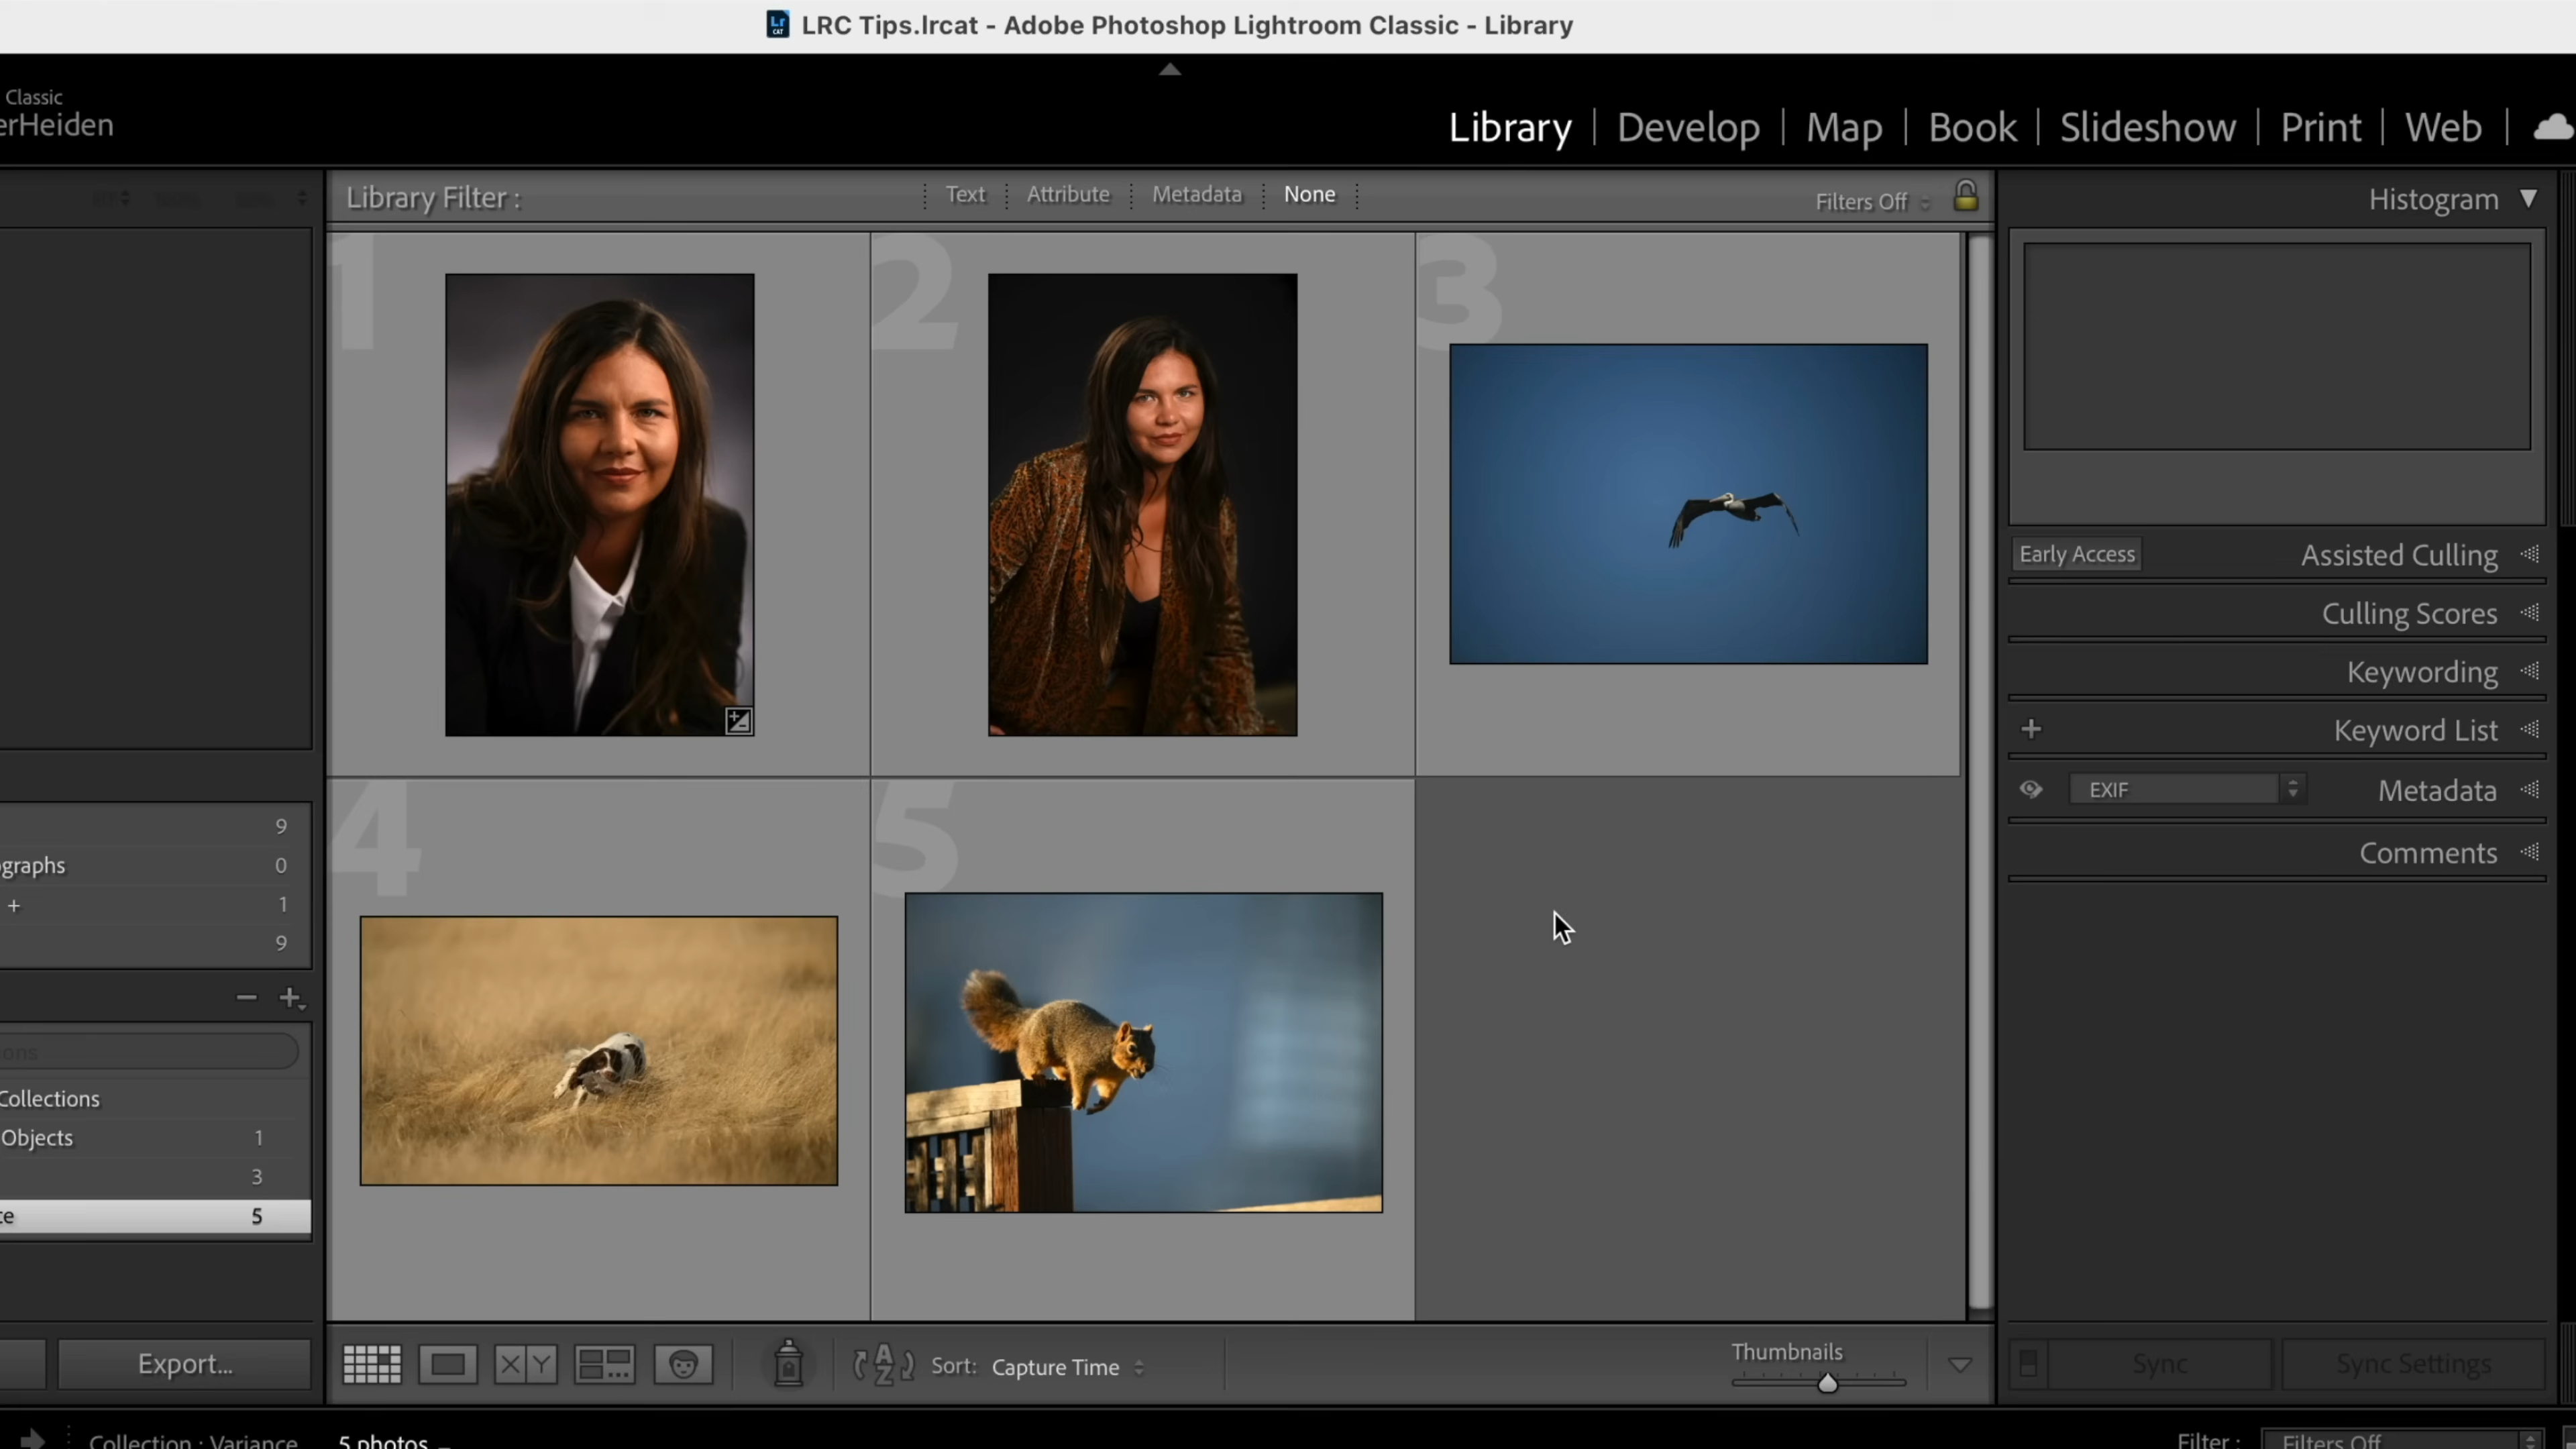 LRC Tips.lrcat - Adobe Photoshop Lightroom Classic - Library
Classic
erHeiden
Library | Develop | Map | Book | Slideshow | Print | Web |
Library Filter :
Text
Attribute
Metadata
None
Filters Off
Histogram
1
2
3
4
5
Early Access
Assisted Culling
Culling Scores
Keywording
+ Keyword List
EXIF
Metadata
Comments
9
ographs 0
+ 1
9
Collections
Objects 1
3
ce 5
Export...
X Y
Sort: Capture Time
Thumbnails
Sync
Sync Settings
Collection : Variance
5 photos
Filter :
Filters Off